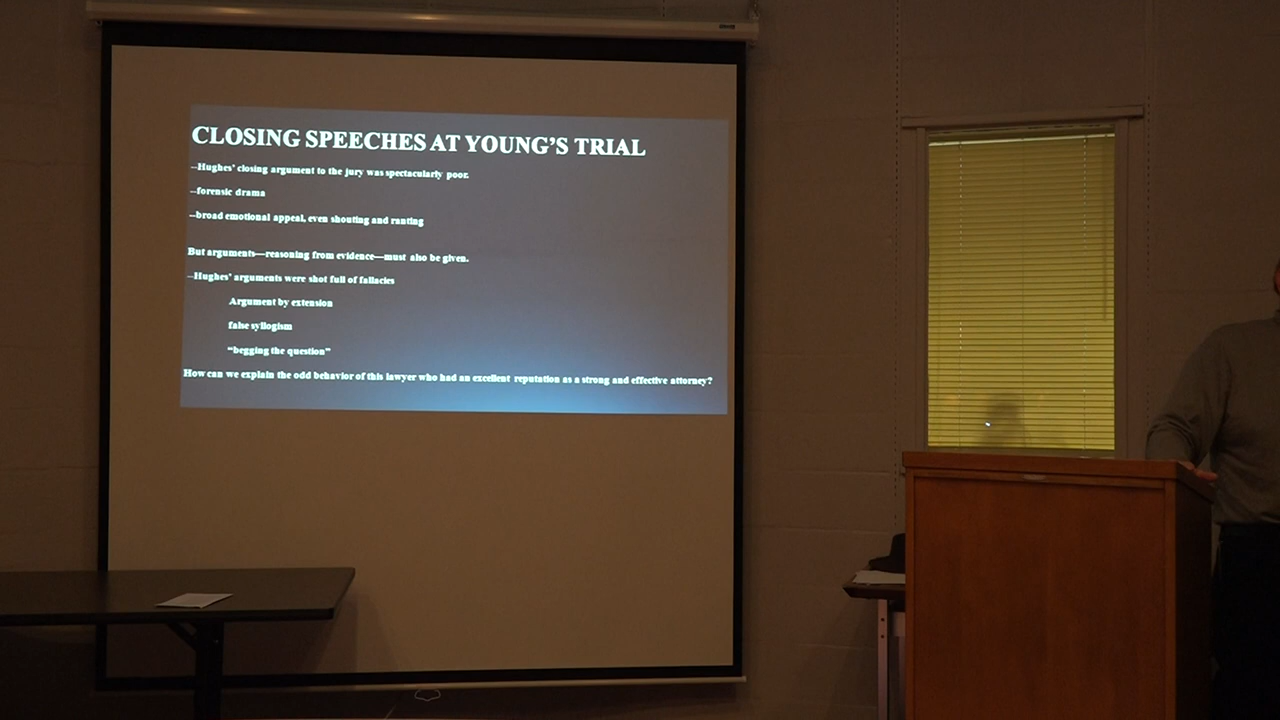 CLOSING SPEECHES AT YOUNG’S TRIAL
--Hughes’ closing argument to the jury was spectacularly poor.
--forensic drama
--broad emotional appeal, even shouting and ranting
But arguments—reasoning from evidence—must also be given.
--Hughes’ arguments were shot full of fallacies
Argument by extension
false syllogism
“begging the question”
How can we explain the odd behavior of this lawyer who had an excellent reputation as a strong and effective attorney?